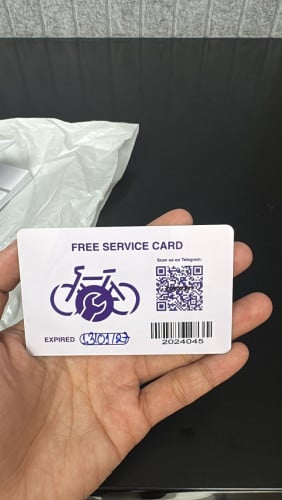 FREE SERVICE CARD
Scan us on Telegram:
EXPIRED
2024045